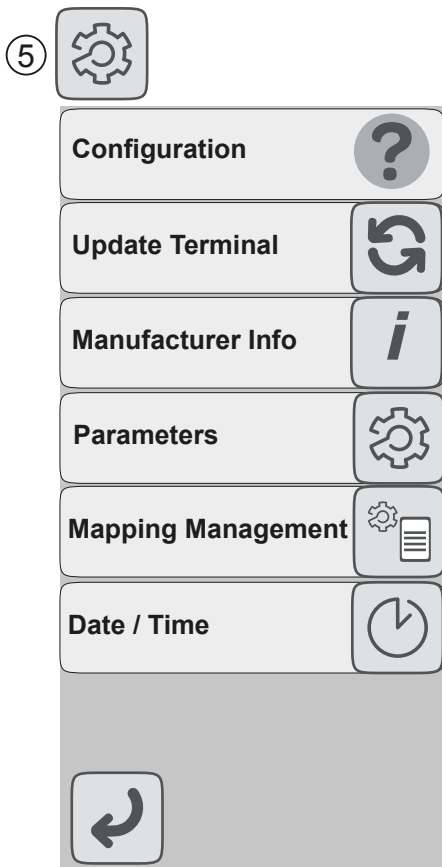 5
Configuration
?
Update Terminal
Manufacturer Info
i
Parameters
Mapping Management
Date / Time